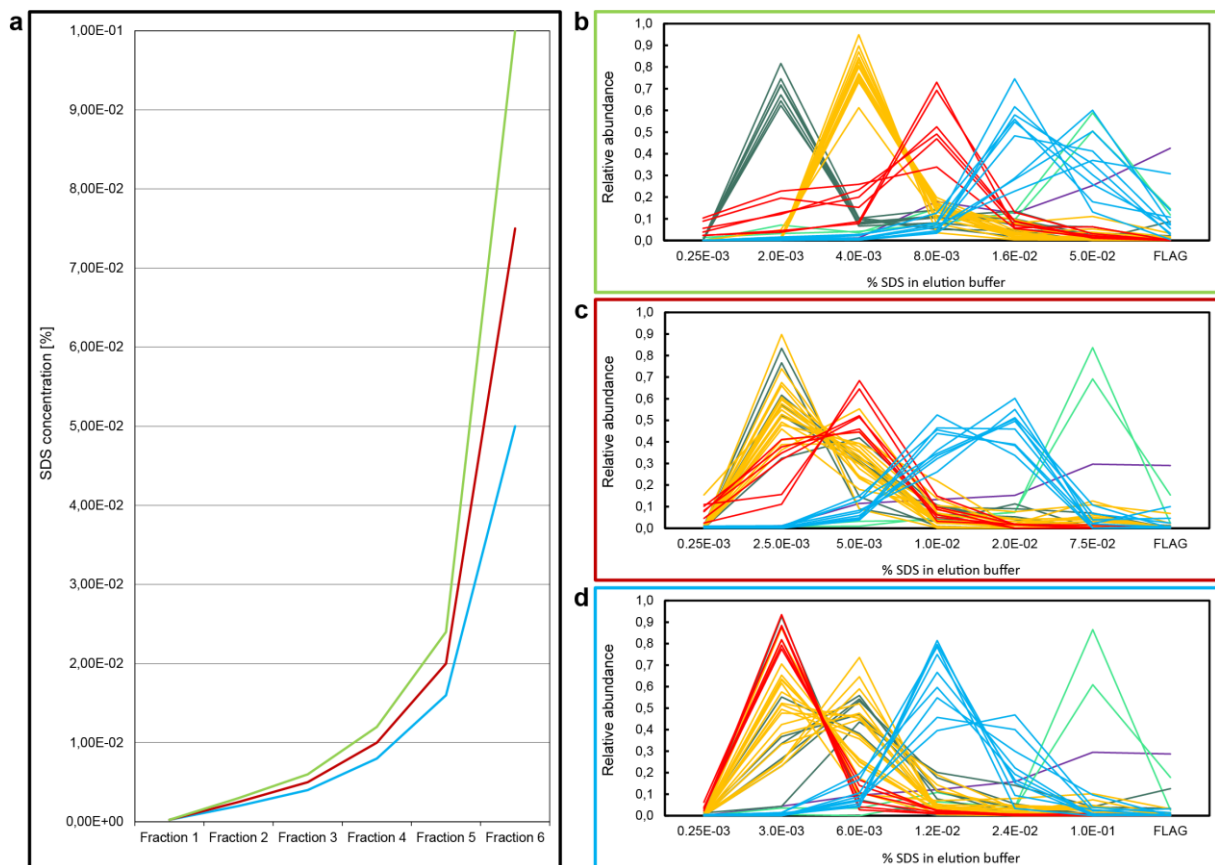 a
SDS concentration [%]
1,00E-01
9,00E-02
8,00E-02
7,00E-02
6,00E-02
5,00E-02
4,00E-02
3,00E-02
2,00E-02
1,00E-02
0,00E+00
Fraction 1 Fraction 2 Fraction 3 Fraction 4 Fraction 5 Fraction 6
b
Relative abundance
1,0
0,9
0,8
0,7
0,6
0,5
0,4
0,3
0,2
0,1
0,0
0.25E-03 2.0E-03 4.0E-03 8.0E-03 1.6E-02 5.0E-02 FLAG
% SDS in elution buffer
c
Relative abundance
1,0
0,9
0,8
0,7
0,6
0,5
0,4
0,3
0,2
0,1
0,0
0.25E-03 2.5.0E-03 5.0E-03 1.0E-02 2.0E-02 7.5E-02 FLAG
% SDS in elution buffer
d
Relative abundance
1,0
0,9
0,8
0,7
0,6
0,5
0,4
0,3
0,2
0,1
0,0
0.25E-03 3.0E-03 6.0E-03 1.2E-02 2.4E-02 1.0E-01 FLAG
% SDS in elution buffer